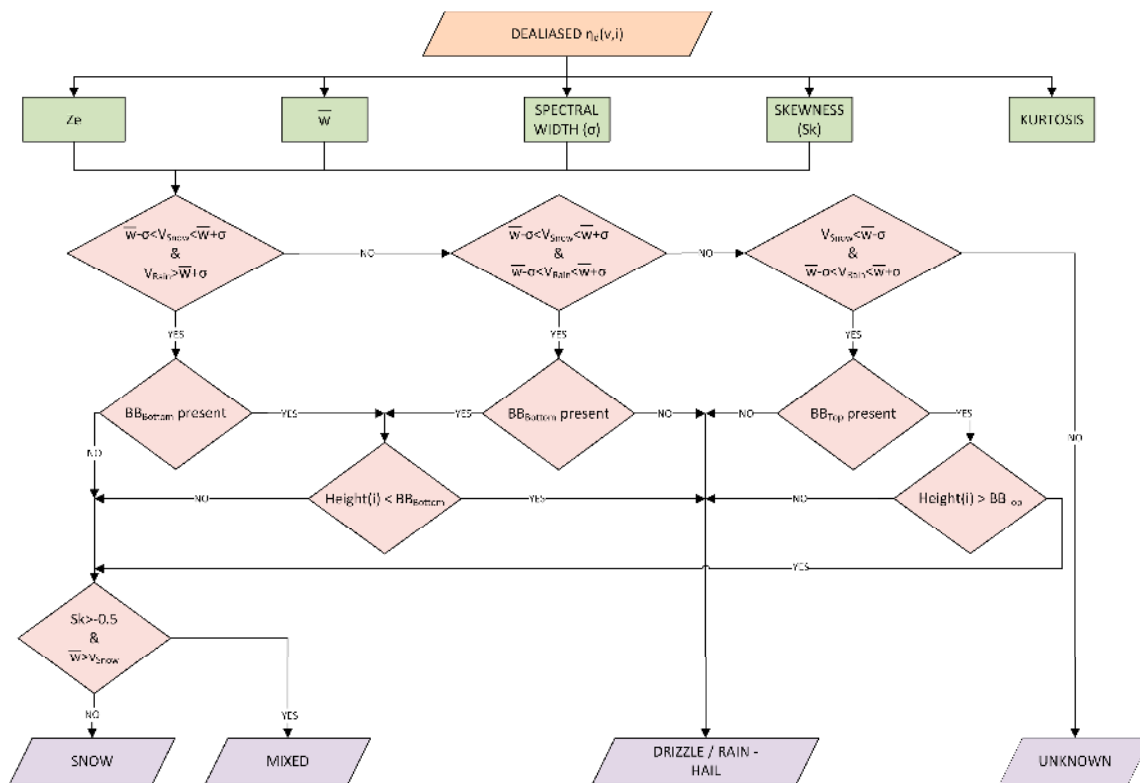 DEALIASED ηₑ(v,i)
Ze
w̅
SPECTRAL
WIDTH (σ)
SKEWNESS
(Sk)
KURTOSIS
w̅-σ<V_Snow<w̅+σ
&
V_Rain>w̅+σ
NO
w̅-σ<V_Snow<w̅+σ
&
w̅-σ<V_Rain<w̅+σ
NO
V_Snow<w̅-σ
&
w̅-σ<V_Rain<w̅+σ
YES
YES
YES
BB_Bottom present
YES
YES
BB_Bottom present
NO
NO
BB_Top present
YES
NO
NO
NO
Height(i) < BB_Bottom
YES
NO
Height(i) > BB
YES
Sk>-0.5
&
w̅>v_Snow
NO
YES
SNOW
MIXED
DRIZZLE / RAIN -
HAIL
UNKNOWN